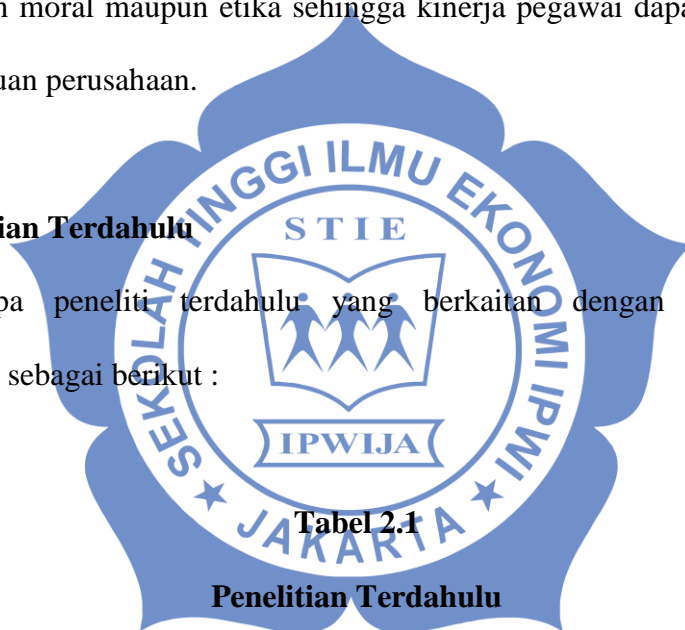 n moral maupun etika sehingga kinerja pegawai dapa
uan perusahaan.
SEKOLAH TINGGI ILMU EKONOMI IPWI
STIE
ian Terdahulu
pa peneliti terdahulu yang berkaitan dengan
sebagai berikut :
IPWIJA
JAKARTA
Tabel 2.1
Penelitian Terdahulu